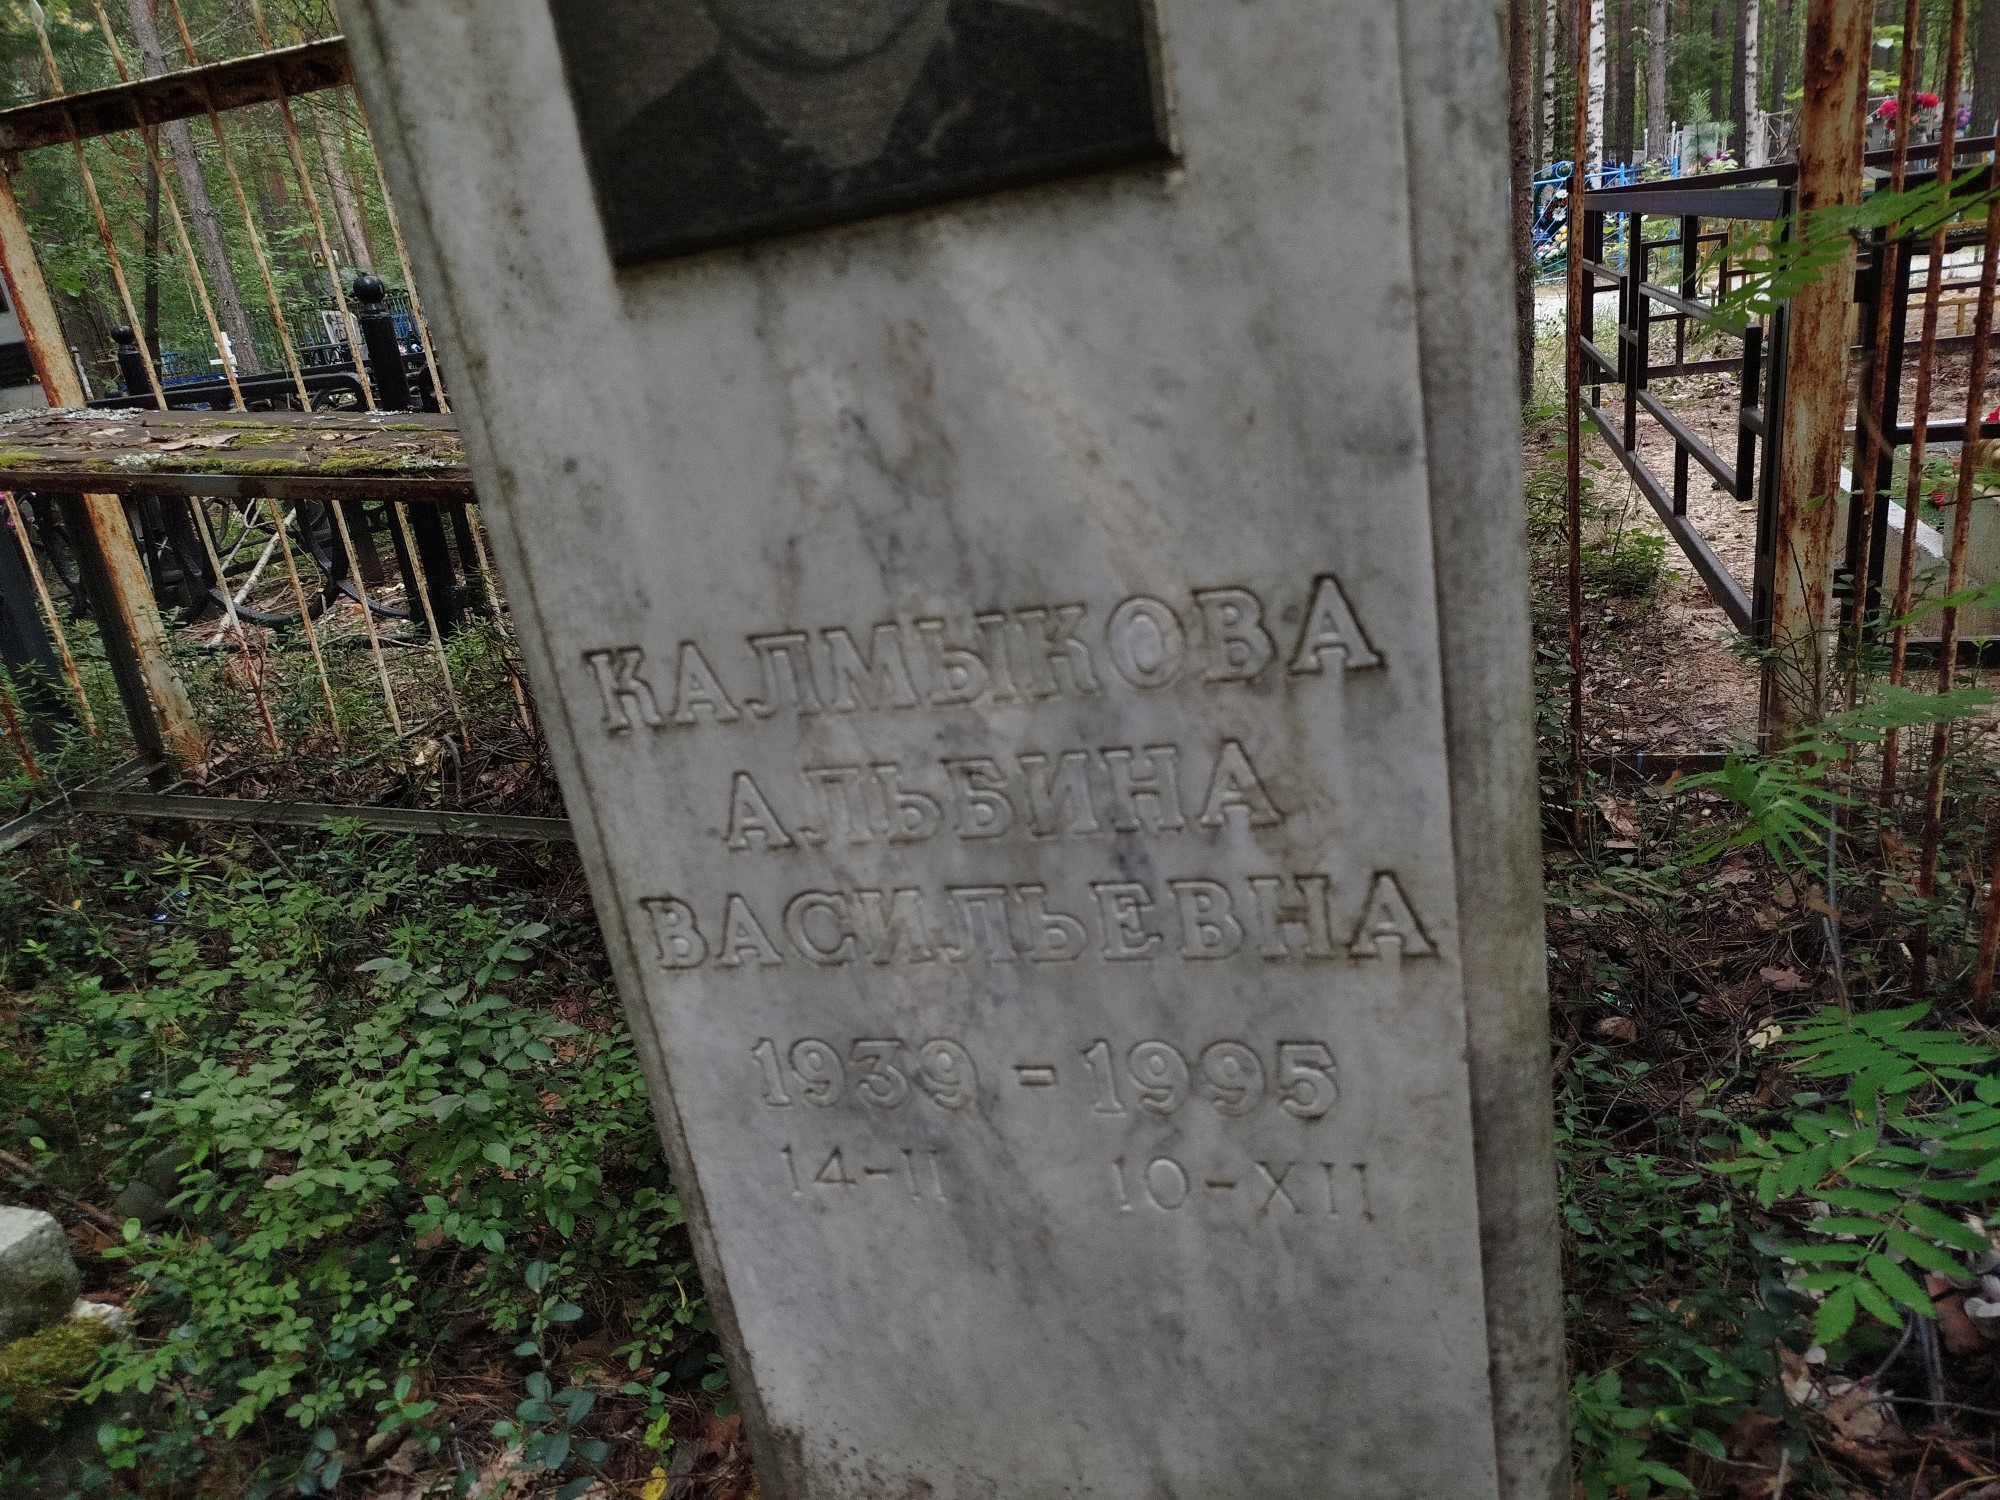 КАЛМЫКОВА
АЛЬБИНА
ВАСИЛЬЕВНА
1939 - 1995
14-II 10-XII